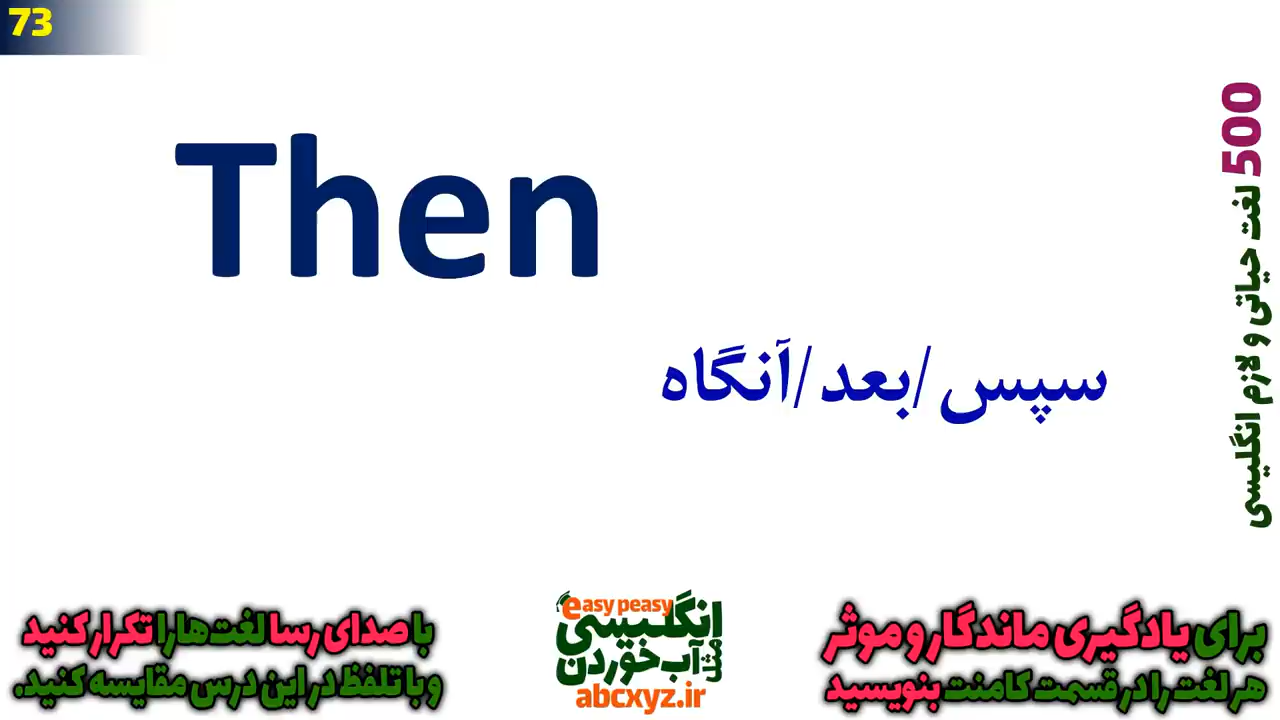 73
Then
سپس/بعد/آنگاه
500 لغت حیاتی و لازم انگلیسی
با صدای رسا لغت‌ها را تکرار کنید
و با تلفظ در این درس مقایسه کنید.
easy peasy
انگلیسی
مثل آب خوردن
abcxyz.ir
برای یادگیری ماندگار و موثر
هر لغت را در قسمت کامنت بنویسید